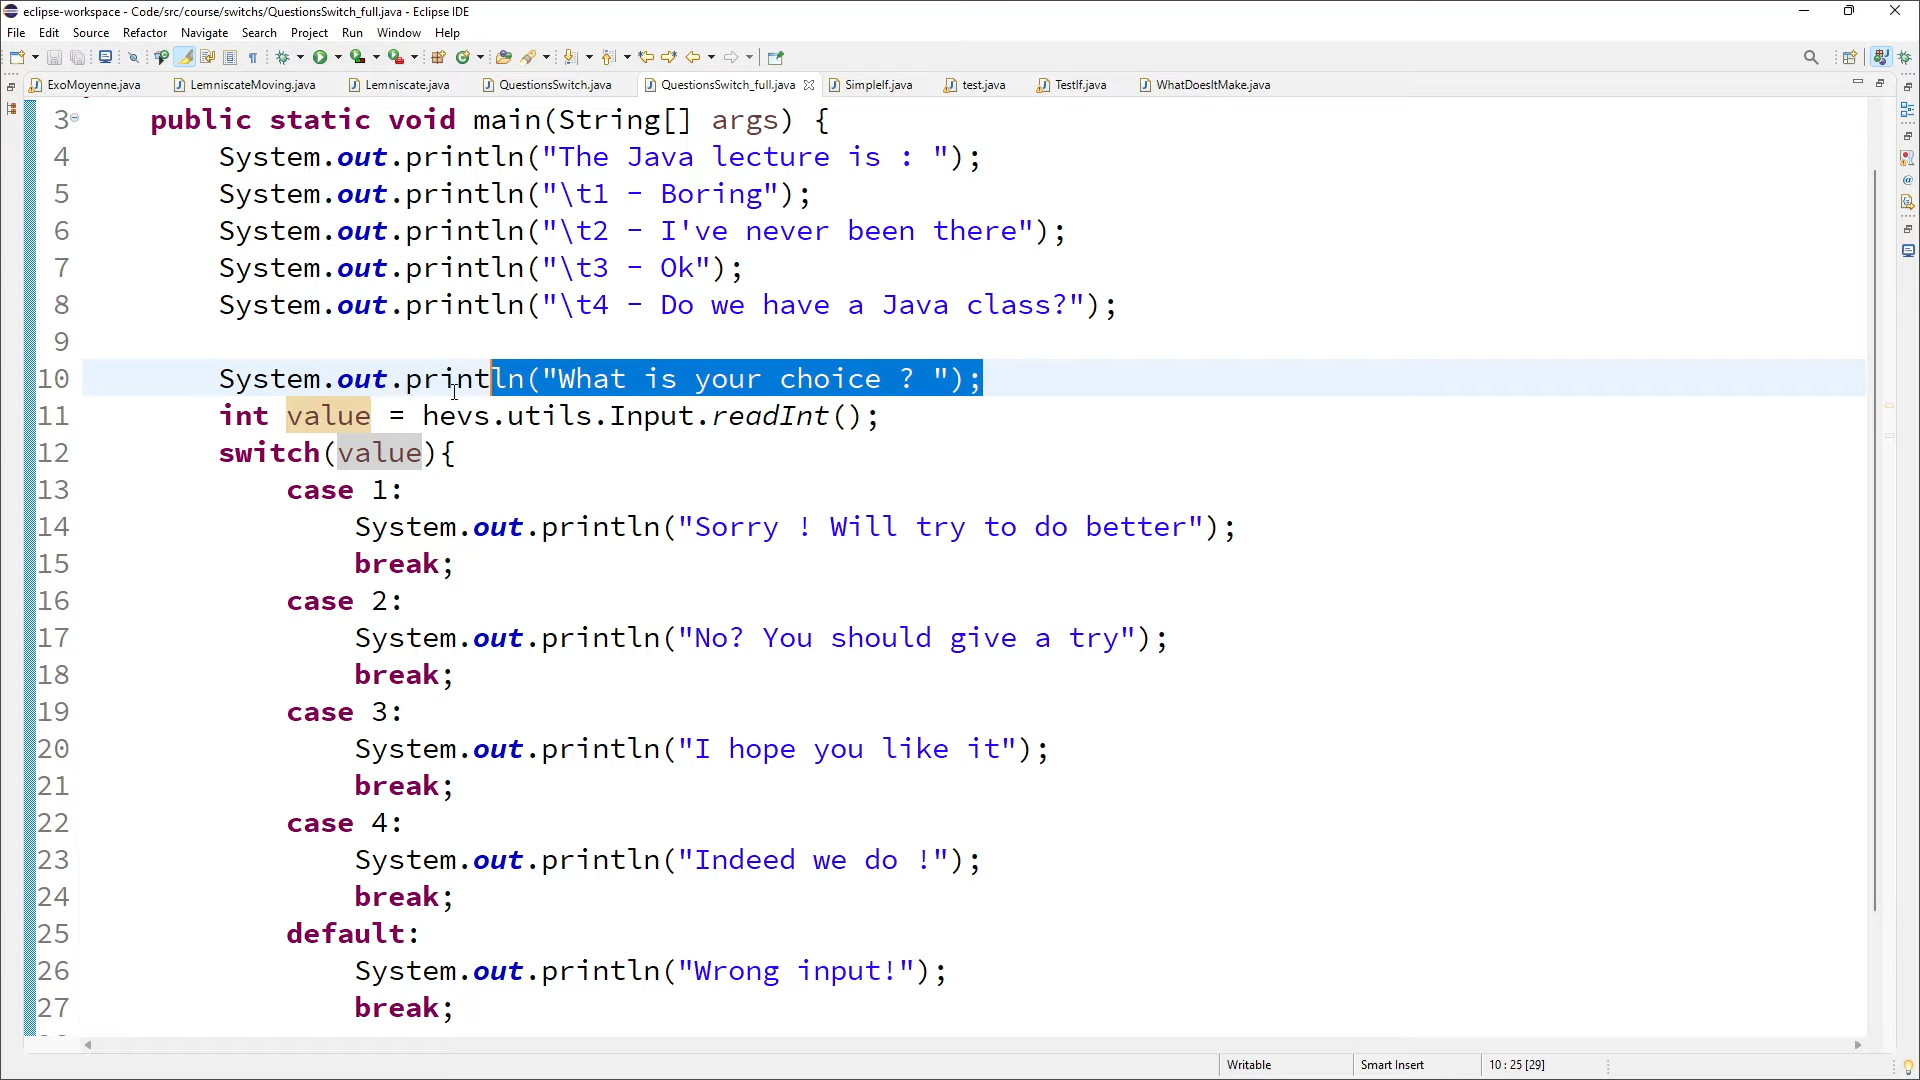 eclipse-workspace - Code/src/course/switchs/QuestionsSwitch_full.java - Eclipse IDE
File Edit Source Refactor Navigate Search Project Run Window Help
ExoMoyenne.java LemniscateMoving.java Lemniscate.java QuestionsSwitch.java QuestionsSwitch_full.java SimpleIf.java test.java TestIf.java WhatDoesItMake.java
3 public static void main(String[] args) {
4 System.out.println("The Java lecture is : ");
5 System.out.println("\t1 - Boring");
6 System.out.println("\t2 - I've never been there");
7 System.out.println("\t3 - Ok");
8 System.out.println("\t4 - Do we have a Java class?");
9
10 System.out.println("What is your choice ? ");
11 int value = hevs.utils.Input.readInt();
12 switch(value){
13 case 1:
14 System.out.println("Sorry ! Will try to do better");
15 break;
16 case 2:
17 System.out.println("No? You should give a try");
18 break;
19 case 3:
20 System.out.println("I hope you like it");
21 break;
22 case 4:
23 System.out.println("Indeed we do !");
24 break;
25 default:
26 System.out.println("Wrong input!");
27 break;
Writable Smart Insert 10 : 25 [29]